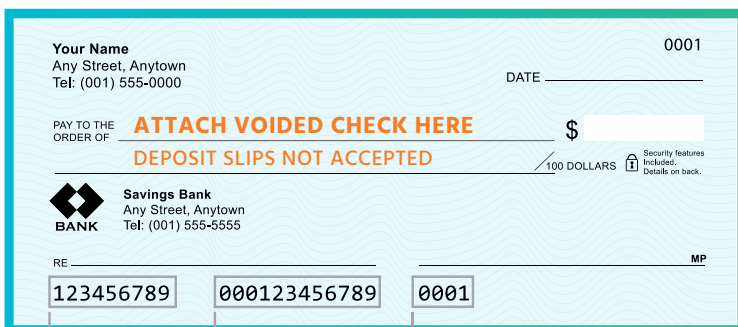 Your Name
Any Street, Anytown
Tel: (001) 555-0000
0001
DATE
PAY TO THE
ORDER OF
ATTACH VOIDED CHECK HERE
$
DEPOSIT SLIPS NOT ACCEPTED
/100 DOLLARS
Security features
Included.
Details on back.
BANK
Savings Bank
Any Street, Anytown
Tel: (001) 555-5555
RE
MP
123456789 000123456789 0001